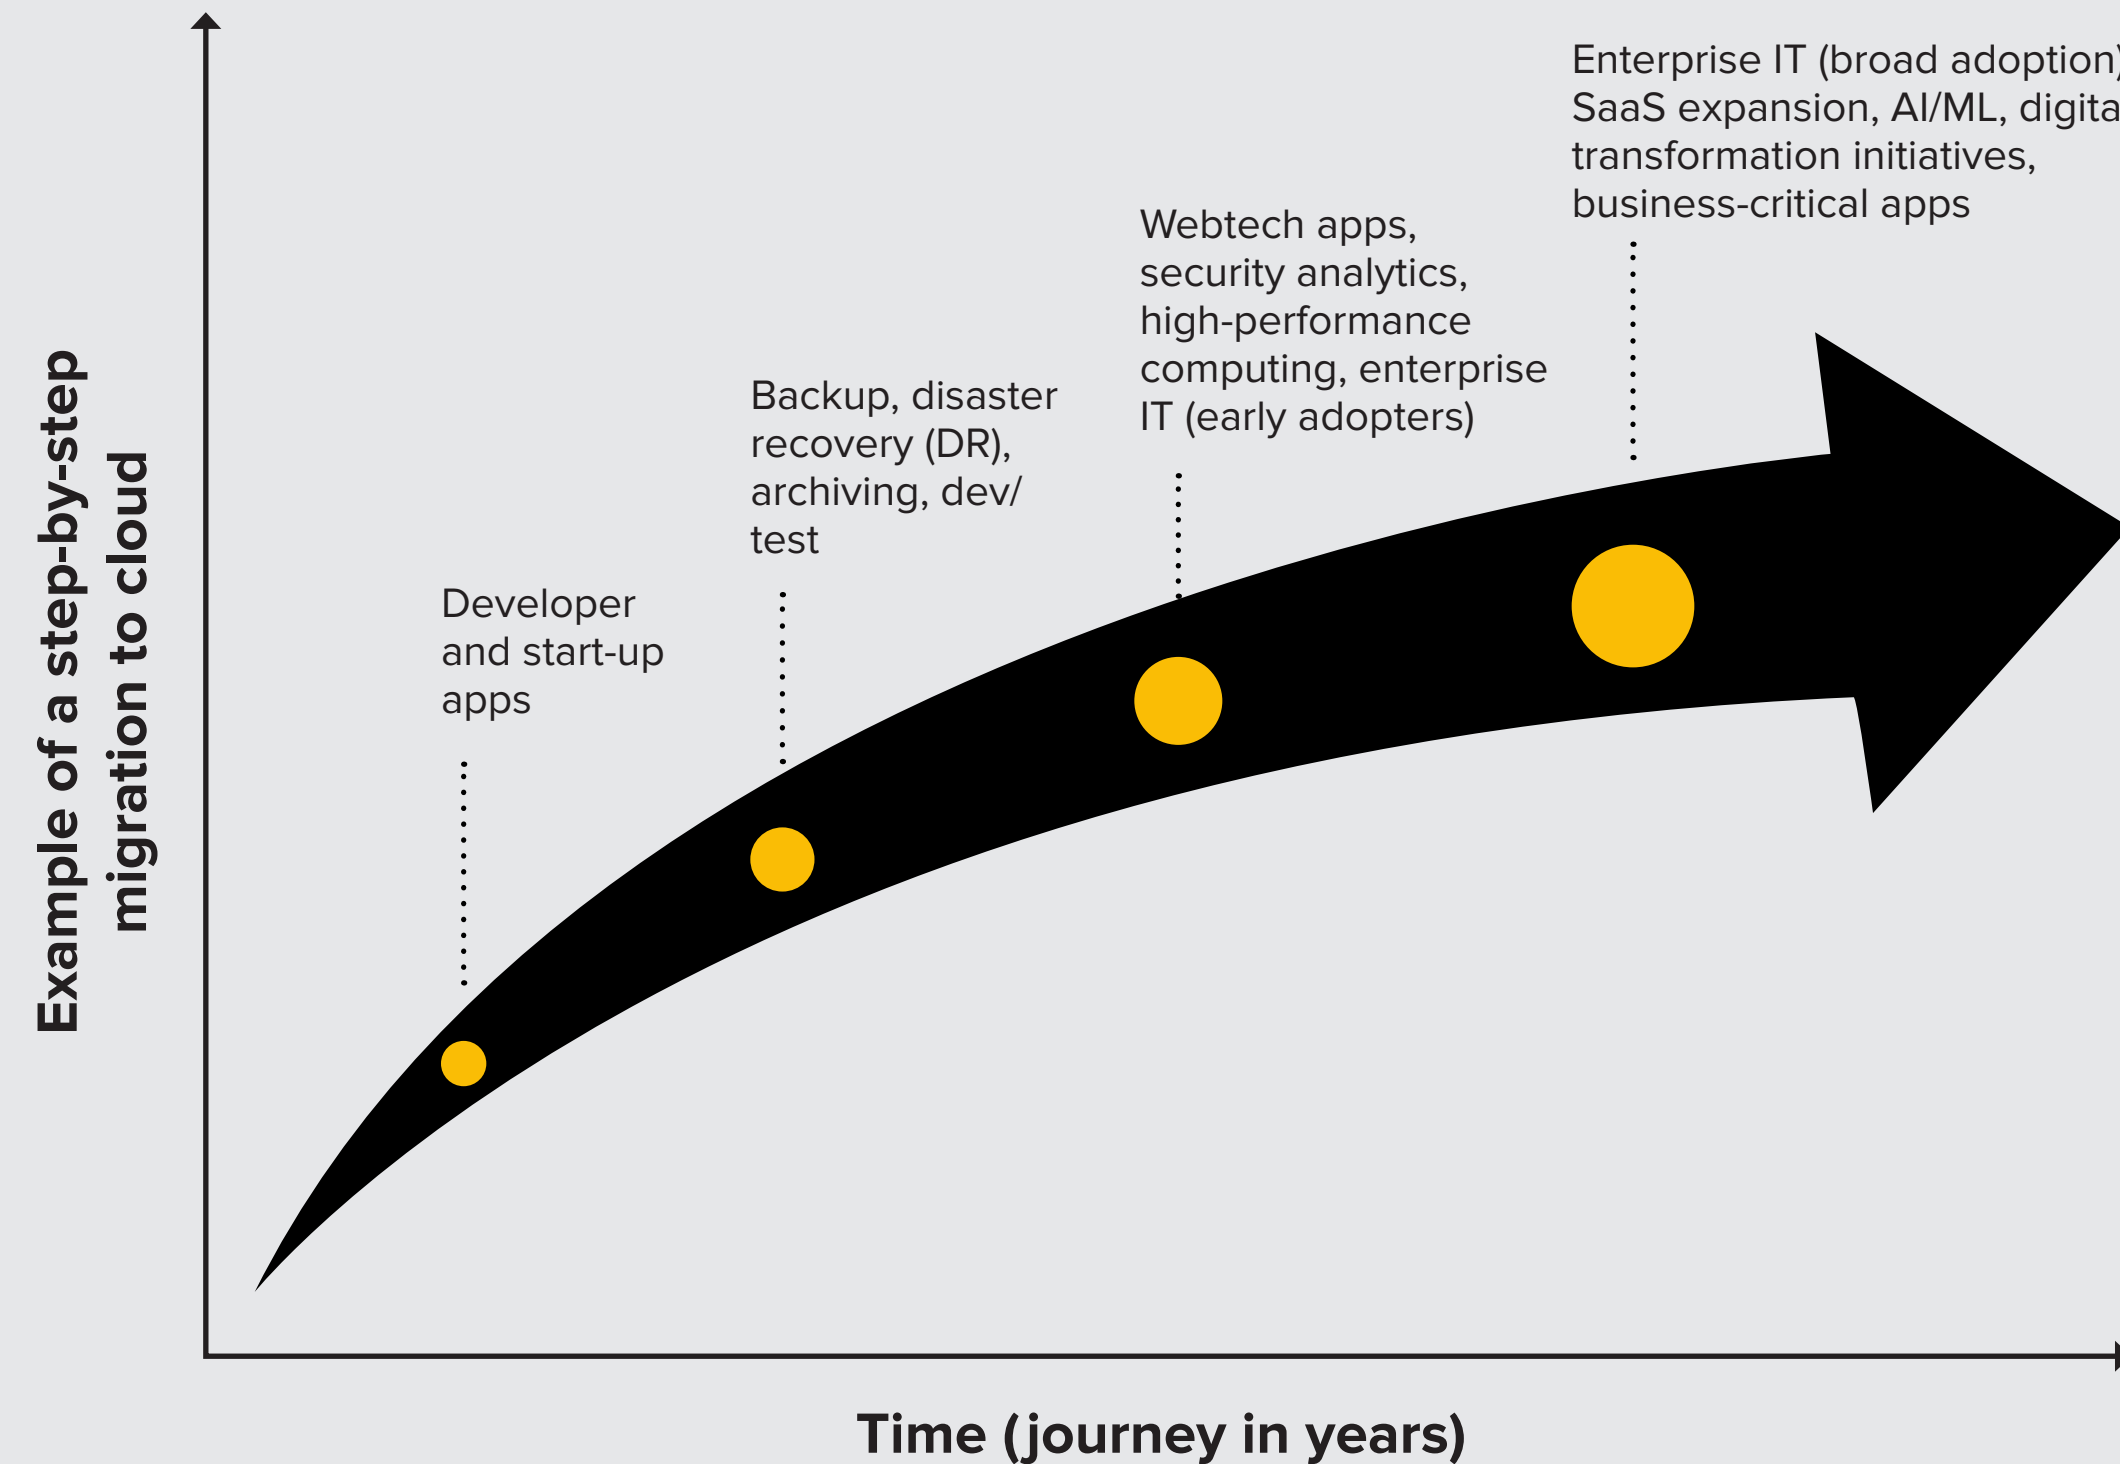 Enterprise IT (broad adoption)
SaaS expansion, AI/ML, digita
transformation initiatives,
business-critical apps
Webtech apps,
security analytics,
high-performance
computing, enterprise
IT (early adopters)
Backup, disaster
recovery (DR),
archiving, dev/
test
Developer
and start-up
apps
Example of a step-by-step
migration to cloud
Time (journey in years)